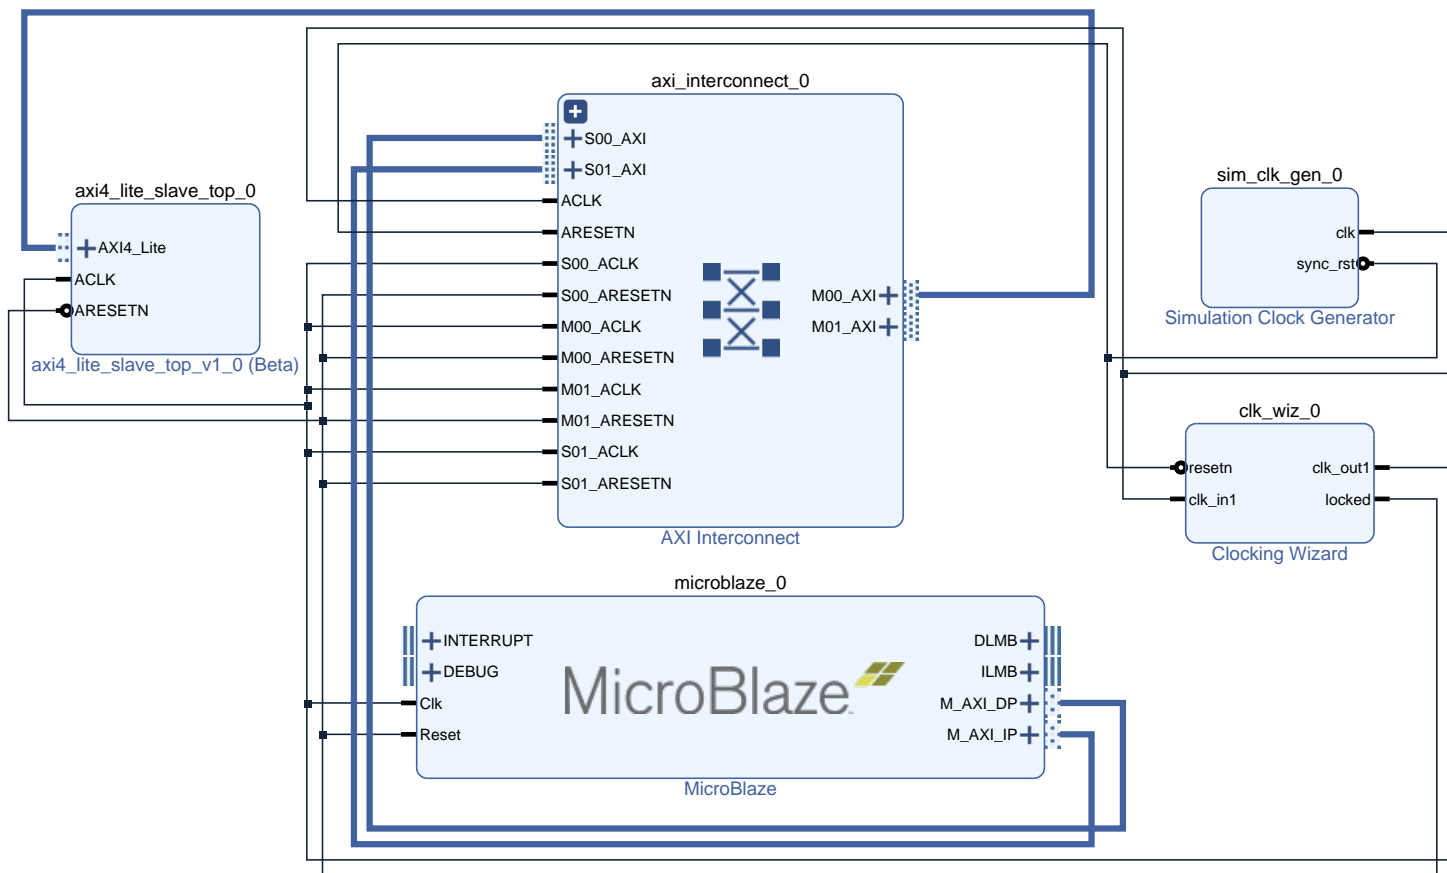 axi_interconnect_0
S00_AXI
S01_AXI
ACLK
ARESETN
S00_ACLK
S00_ARESETN
M00_ACLK
M00_ARESETN
M01_ACLK
M01_ARESETN
S01_ACLK
S01_ARESETN
M00_AXI
M01_AXI
AXI Interconnect
axi4_lite_slave_top_0
AXI4_Lite
ACLK
ARESETN
axi4_lite_slave_top_v1_0 (Beta)
sim_clk_gen_0
clk
sync_rst
Simulation Clock Generator
clk_wiz_0
resetn
clk_in1
clk_out1
locked
Clocking Wizard
microblaze_0
INTERRUPT
DEBUG
Clk
Reset
MicroBlaze
DLMB
ILMB
M_AXI_DP
M_AXI_IP
MicroBlaze